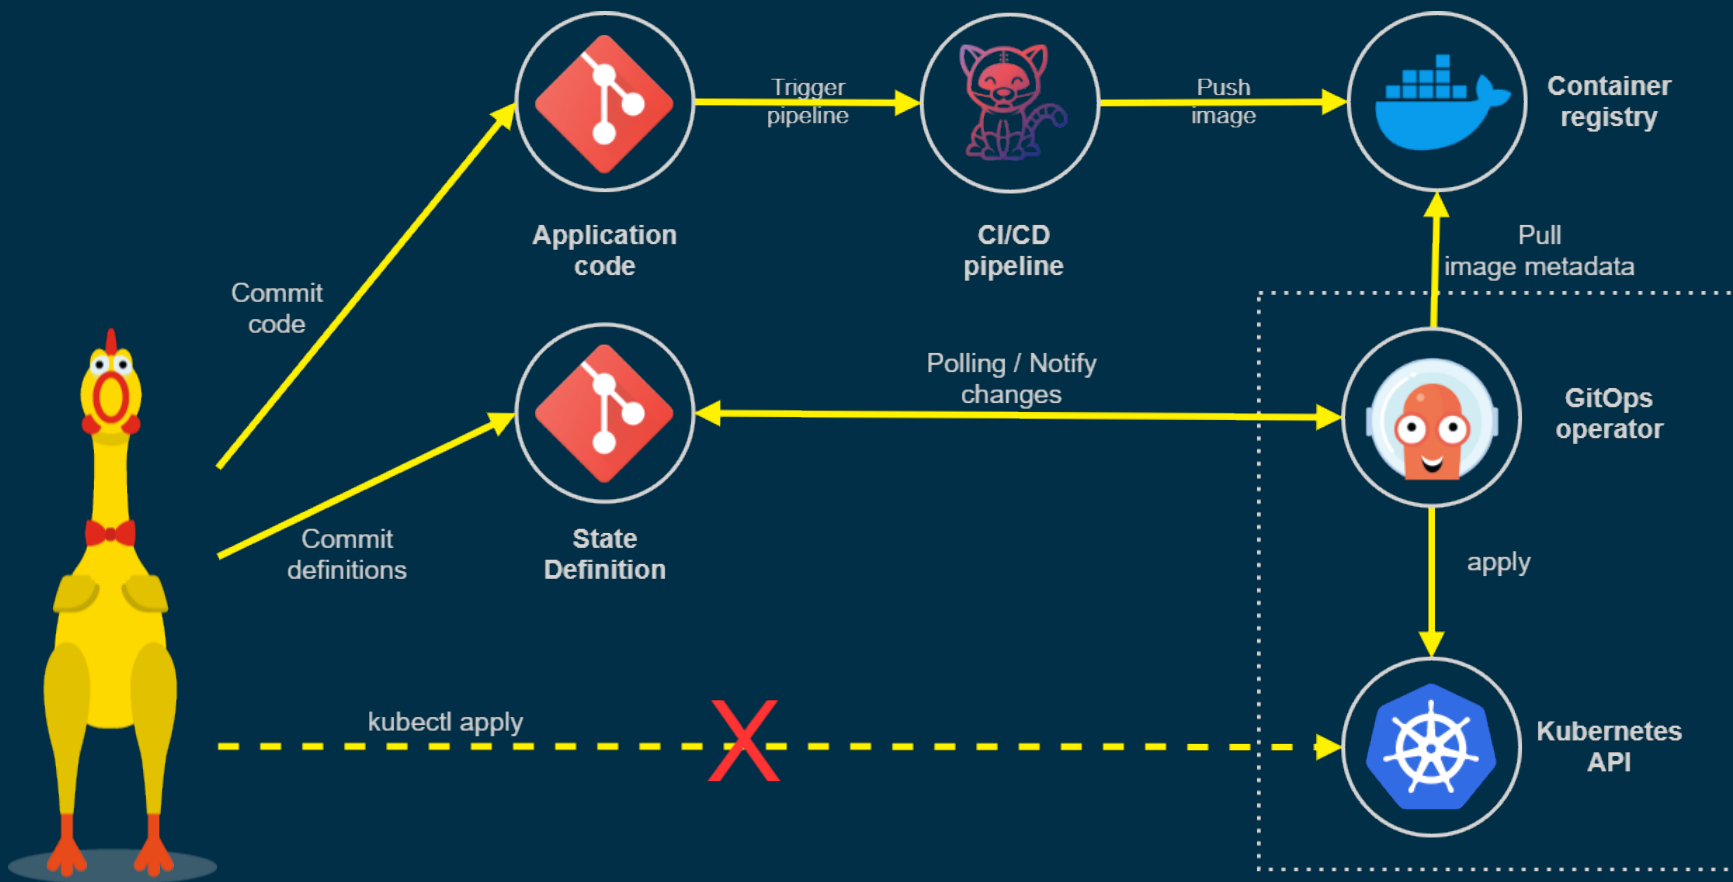 Trigger
pipeline
Push
image
Container
registry
Application
code
CI/CD
pipeline
Pull
image metadata
Commit
code
Polling / Notify
changes
GitOps
operator
Commit
definitions
State
Definition
apply
kubectl apply
X
Kubernetes
API